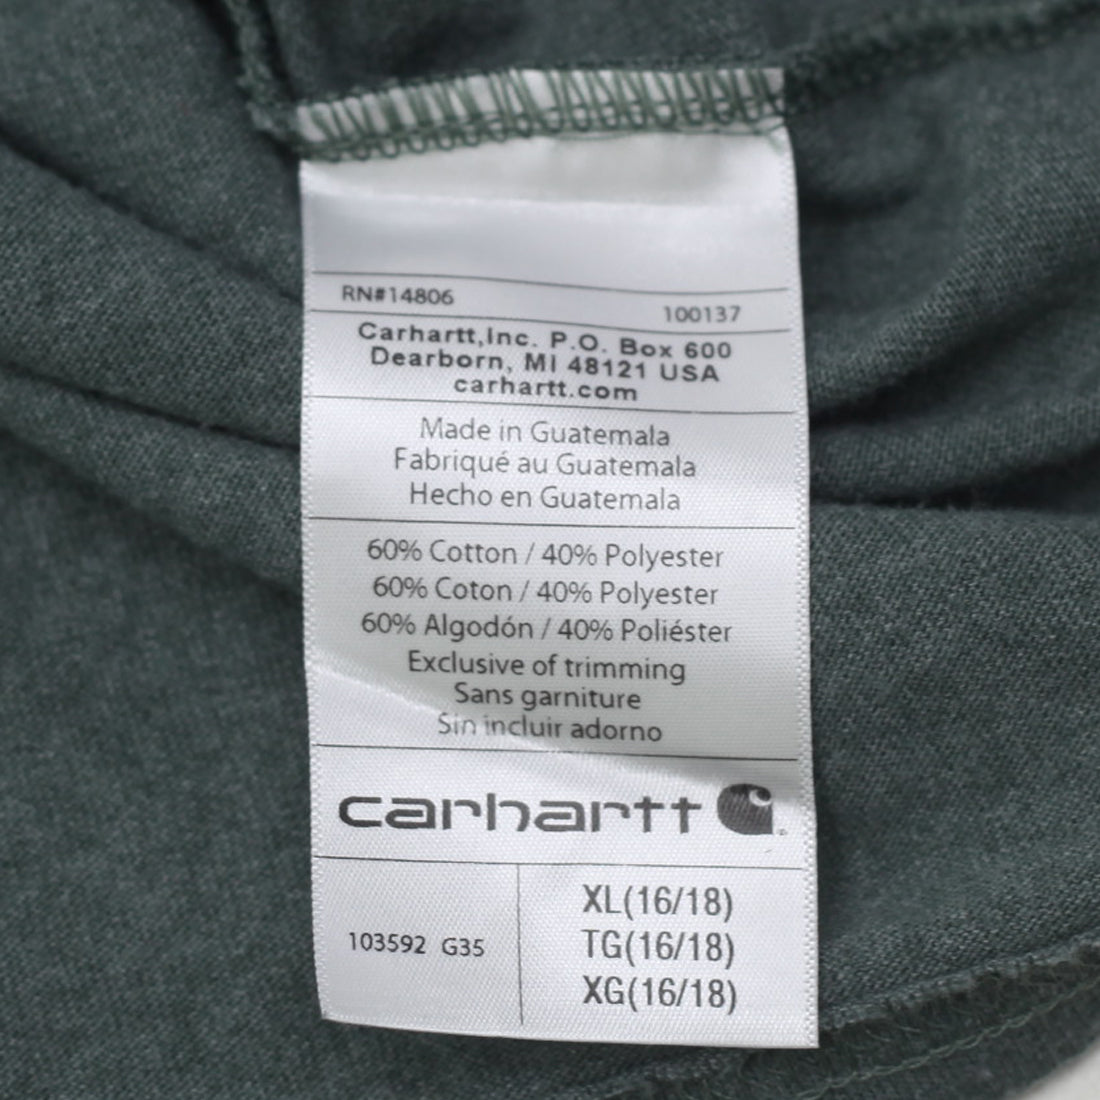 RN#14806 100137
Carhartt,Inc. P.O. Box 600
Dearborn, MI 48121 USA
carhartt.com
Made in Guatemala
Fabriqué au Guatemala
Hecho en Guatemala
60% Cotton / 40% Polyester
60% Coton / 40% Polyester
60% Algodón / 40% Poliéster
Exclusive of trimming
Sans garniture
Sin incluir adorno
carhartt
103592 G35
XL(16/18)
TG(16/18)
XG(16/18)